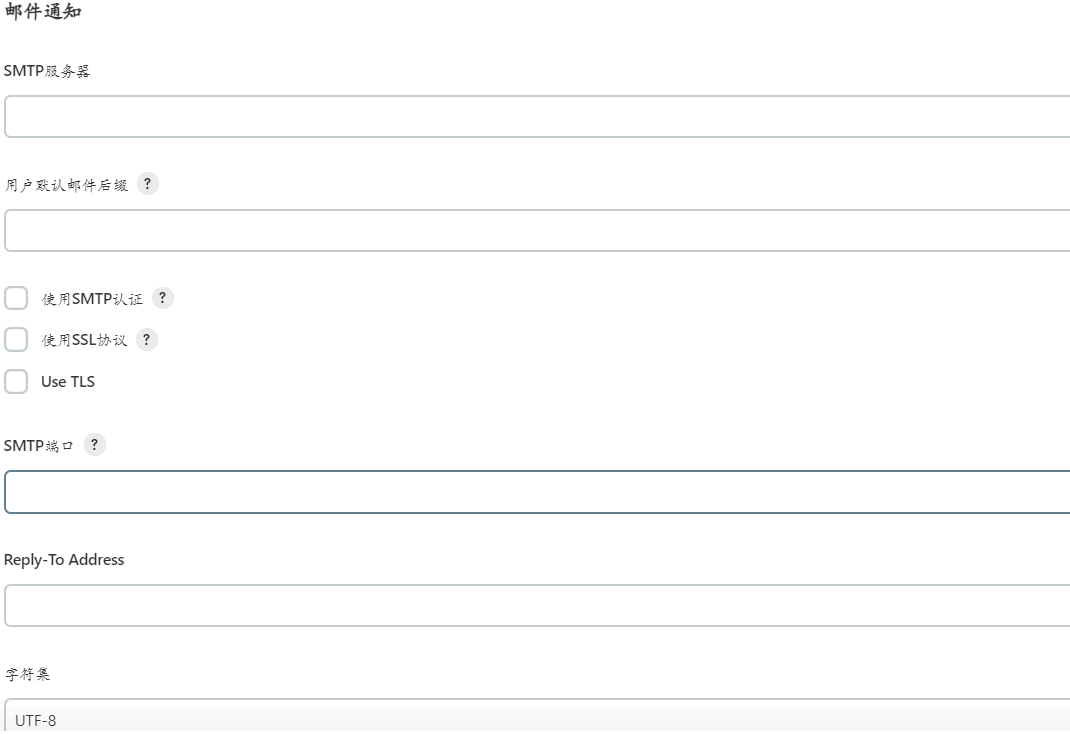 邮件通知
SMTP服务器
用户默认邮件后缀 ?
使用SMTP认证 ?
使用SSL协议 ?
Use TLS
SMTP端口 ?
Reply-To Address
字符集
UTF-8